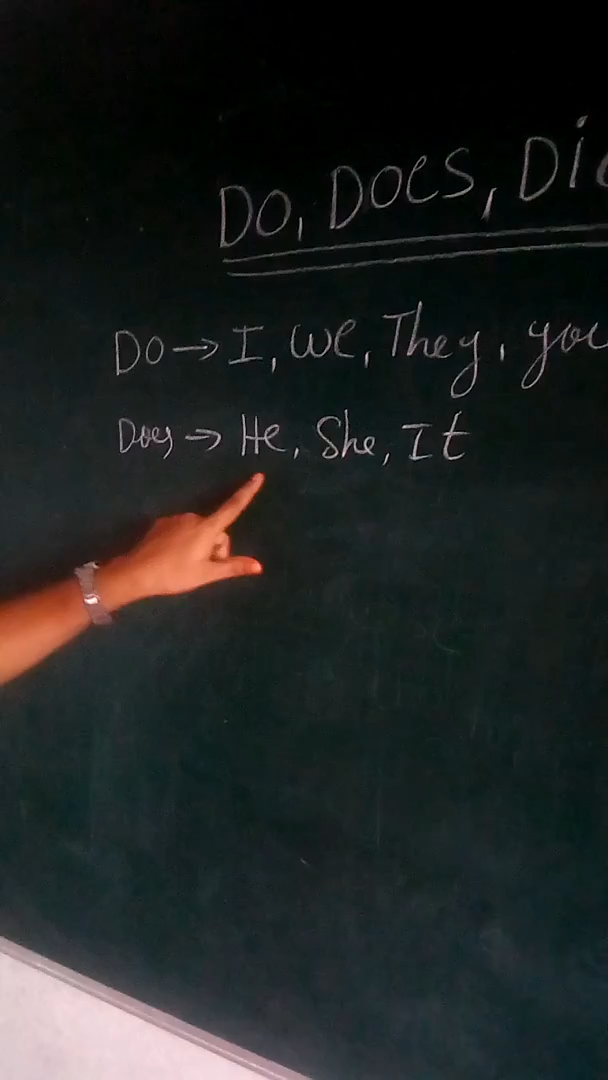 DO, DOES, Di
DO → I, WE, They, you
Does → He, She, It